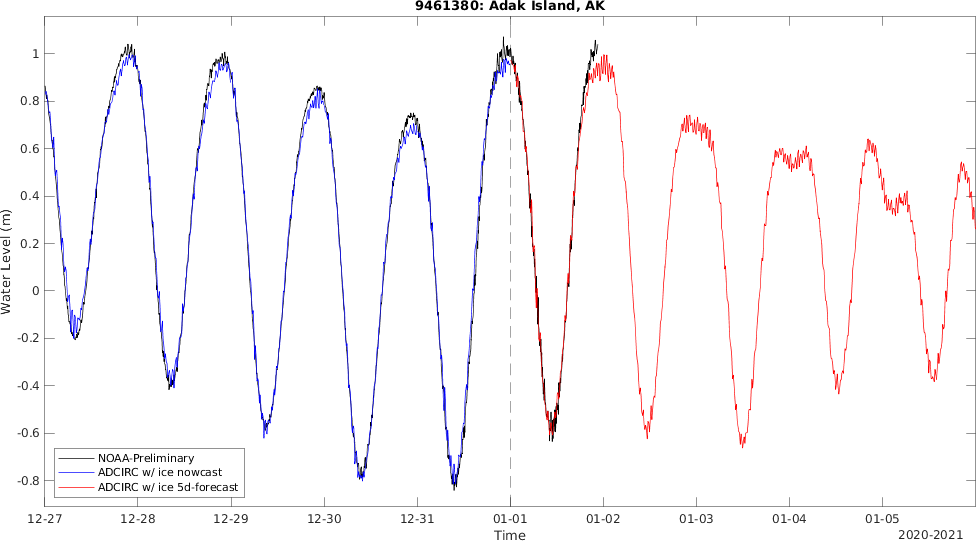 9461380: Adak Island, AK
Water Level (m)
1
0.8
0.6
0.4
0.2
0
-0.2
-0.4
-0.6
-0.8
NOAA-Preliminary
ADCIRC w/ ice nowcast
ADCIRC w/ ice 5d-forecast
12-27 12-28 12-29 12-30 12-31 01-01 01-02 01-03 01-04 01-05
Time
2020-2021